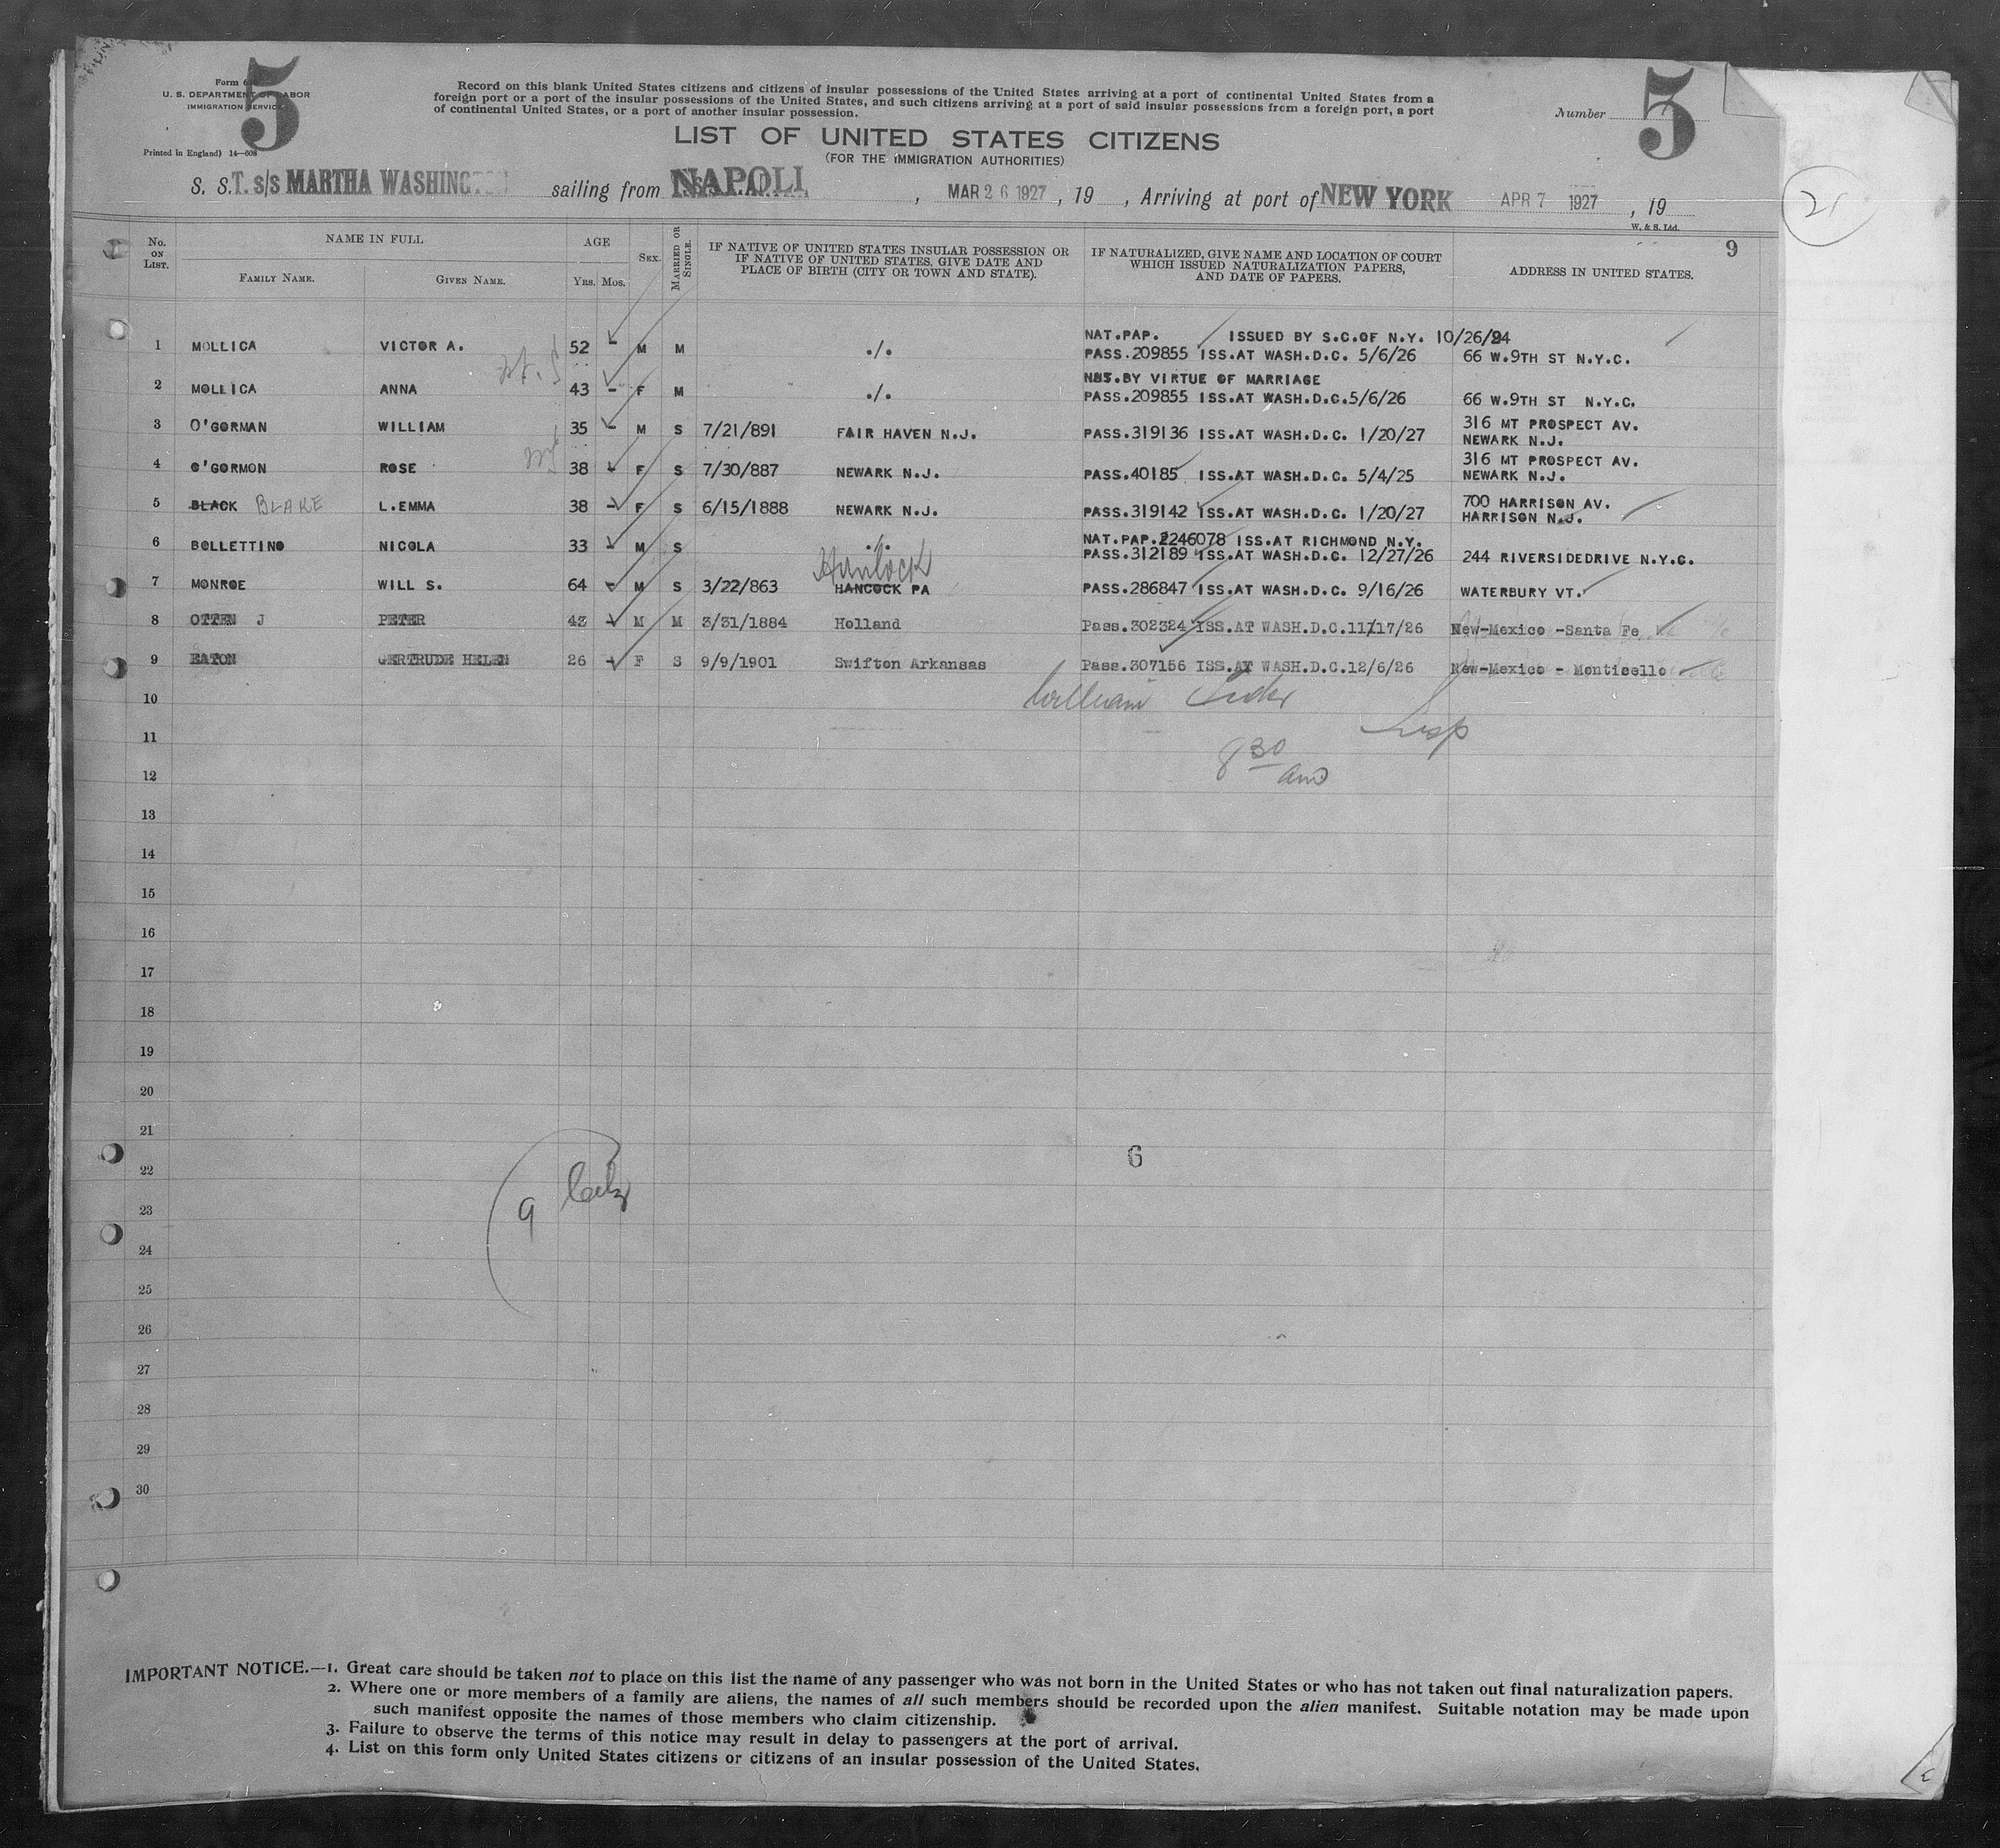 5
5
Form 6
U. S. DEPARTMENT OF LABOR
IMMIGRATION SERVICE
Printed in England) 14—608
Record on this blank United States citizens and citizens of insular possessions of the United States arriving at a port of continental United States from a
foreign port or a port of the insular possessions of the United States, and such citizens arriving at a port of said insular possessions from a foreign port, a port
of continental United States, or a port of another insular possession.
Number
LIST OF UNITED STATES CITIZENS
(FOR THE IMMIGRATION AUTHORITIES)
S. S. T. s/s MARTHA WASHINGTON sailing from NAPOLI, MAR 26 1927, 19 , Arriving at port of NEW YORK APR 7 1927, 19
W. & S. Ltd.
21
9
No. ON LIST. NAME IN FULL FAMILY NAME. GIVEN NAME. AGE YRS. MOS. SEX. MARRIED OR SINGLE. IF NATIVE OF UNITED STATES INSULAR POSSESSION OR IF NATIVE OF UNITED STATES, GIVE DATE AND PLACE OF BIRTH (CITY OR TOWN AND STATE). IF NATURALIZED, GIVE NAME AND LOCATION OF COURT WHICH ISSUED NATURALIZATION PAPERS, AND DATE OF PAPERS. ADDRESS IN UNITED STATES.
NAT.PAP. ISSUED BY S.C.OF N.Y. 10/26/94
1 MOLLICA VICTOR A. 52 - M M ./. PASS.209855 ISS.AT WASH.D.C. 5/6/26 66 W.9TH ST N.Y.C.
BY VIRTUE OF MARRIAGE
2 MOLLICA ANNA 43 - F M ./. PASS.209855 ISS.AT WASH.D.C.5/6/26 66 W.9TH ST N.Y.C.
3 O'GORMAN WILLIAM 35 - M S 7/21/891 FAIR HAVEN N.J. PASS.319136 ISS.AT WASH.D.C. 1/20/27 316 MT PROSPECT AV. NEWARK N.J.
4 O'GORMON ROSE 38 - F S 7/30/887 NEWARK N.J. PASS.40185 ISS.AT WASH.D.C. 5/4/25 316 MT PROSPECT AV. NEWARK N.J.
5 BLACK BLAKE L.EMMA 38 - F S 6/15/1888 NEWARK N.J. PASS.319142 ISS.AT WASH.D.C. 1/20/27 700 HARRISON AV. HARRISON N.J.
NAT.PAP.2246078 ISS.AT RICHMOND N.Y.
6 BOLLETTINO NICOLA 33 - M S ./. PASS.312189 ISS.AT WASH.D.C. 12/27/26 244 RIVERSIDEDRIVE N.Y.C.
7 MONROE WILL S. 64 - M S 3/22/863 HANCOCK PA PASS.286847 ISS.AT WASH.D.C. 9/16/26 WATERBURY VT.
8 OTTEN J PETER 43 - M M 3/31/1884 Holland Pass.302324 ISS.AT WASH.D.C.11/17/26 New-Mexico -Santa Fe
9 EATON GERTRUDE HELEN 26 - F S 9/9/1901 Swifton Arkansas Pass.307156 ISS.AT WASH.D.C.12/6/26 New-Mexico - Monticello
10 William
11 Insp
12 8 30 am
13
14
15
16
17
18
19
20
21
22 6
23 9
24
25
26
27
28
29
30
IMPORTANT NOTICE.—1. Great care should be taken not to place on this list the name of any passenger who was not born in the United States or who has not taken out final naturalization papers.
2. Where one or more members of a family are aliens, the names of all such members should be recorded upon the alien manifest. Suitable notation may be made upon
such manifest opposite the names of those members who claim citizenship.
3. Failure to observe the terms of this notice may result in delay to passengers at the port of arrival.
4. List on this form only United States citizens or citizens of an insular possession of the United States.